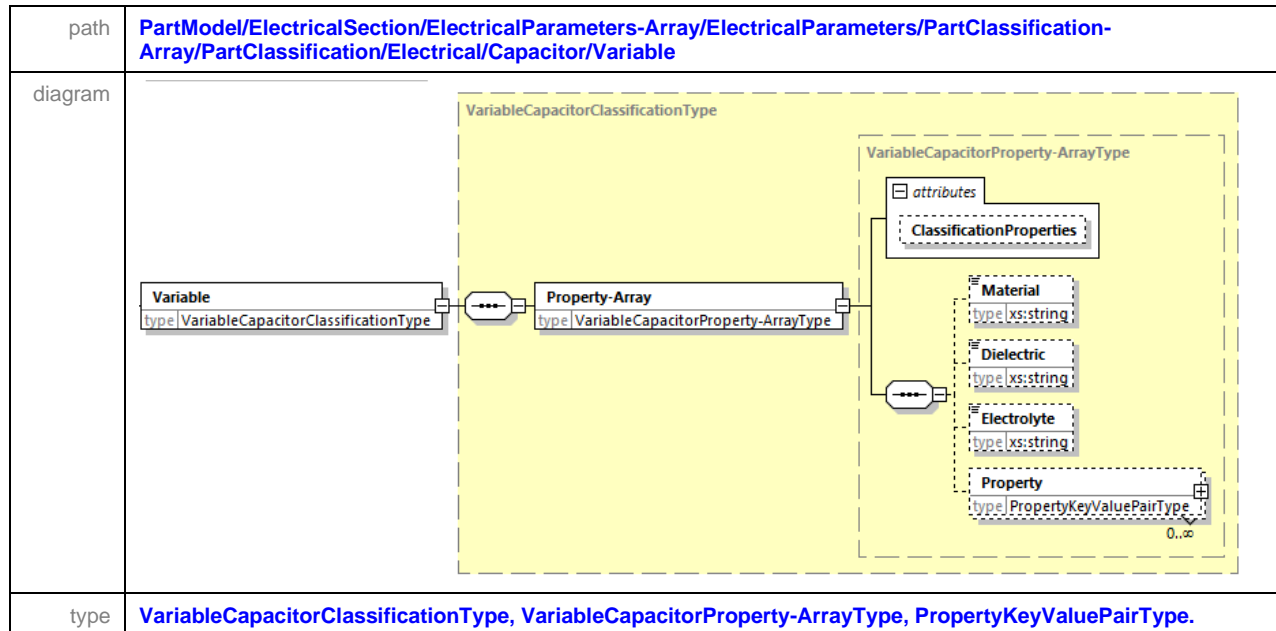 path
PartModel/ElectricalSection/ElectricalParameters-Array/ElectricalParameters/PartClassification-
Array/PartClassification/Electrical/Capacitor/Variable
diagram
VariableCapacitorClassificationType
VariableCapacitorProperty-ArrayType
attributes
ClassificationProperties
Variable
type VariableCapacitorClassificationType
Property-Array
type VariableCapacitorProperty-ArrayType
Material
type xs:string
Dielectric
type xs:string
Electrolyte
type xs:string
Property
type PropertyKeyValuePairType
0..∞
type
VariableCapacitorClassificationType, VariableCapacitorProperty-ArrayType, PropertyKeyValuePairType.